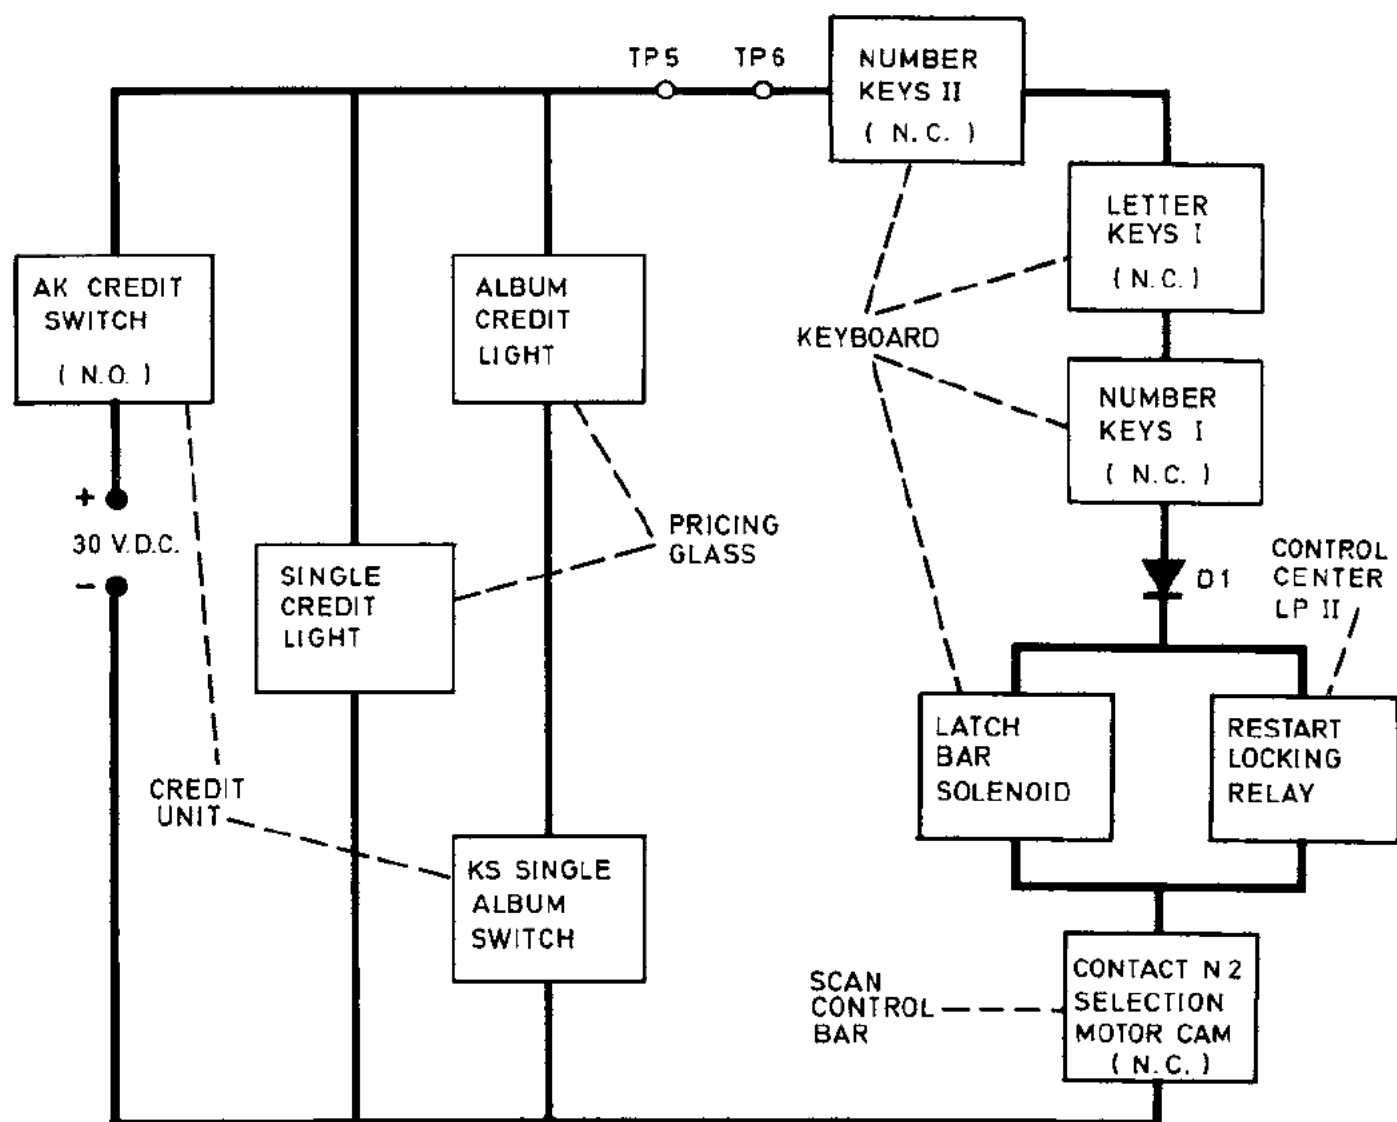 TP5
TP6
NUMBER
KEYS II
( N.C. )
LETTER
KEYS I
( N.C. )
AK CREDIT
SWITCH
( N.O. )
ALBUM
CREDIT
LIGHT
KEYBOARD
NUMBER
KEYS I
( N.C. )
+
30 V.D.C.
-
PRICING
GLASS
SINGLE
CREDIT
LIGHT
D1
CONTROL
CENTER
LP II
LATCH
BAR
SOLENOID
RESTART
LOCKING
RELAY
CREDIT
UNIT
KS SINGLE
ALBUM
SWITCH
SCAN
CONTROL
BAR
CONTACT N2
SELECTION
MOTOR CAM
( N.C. )